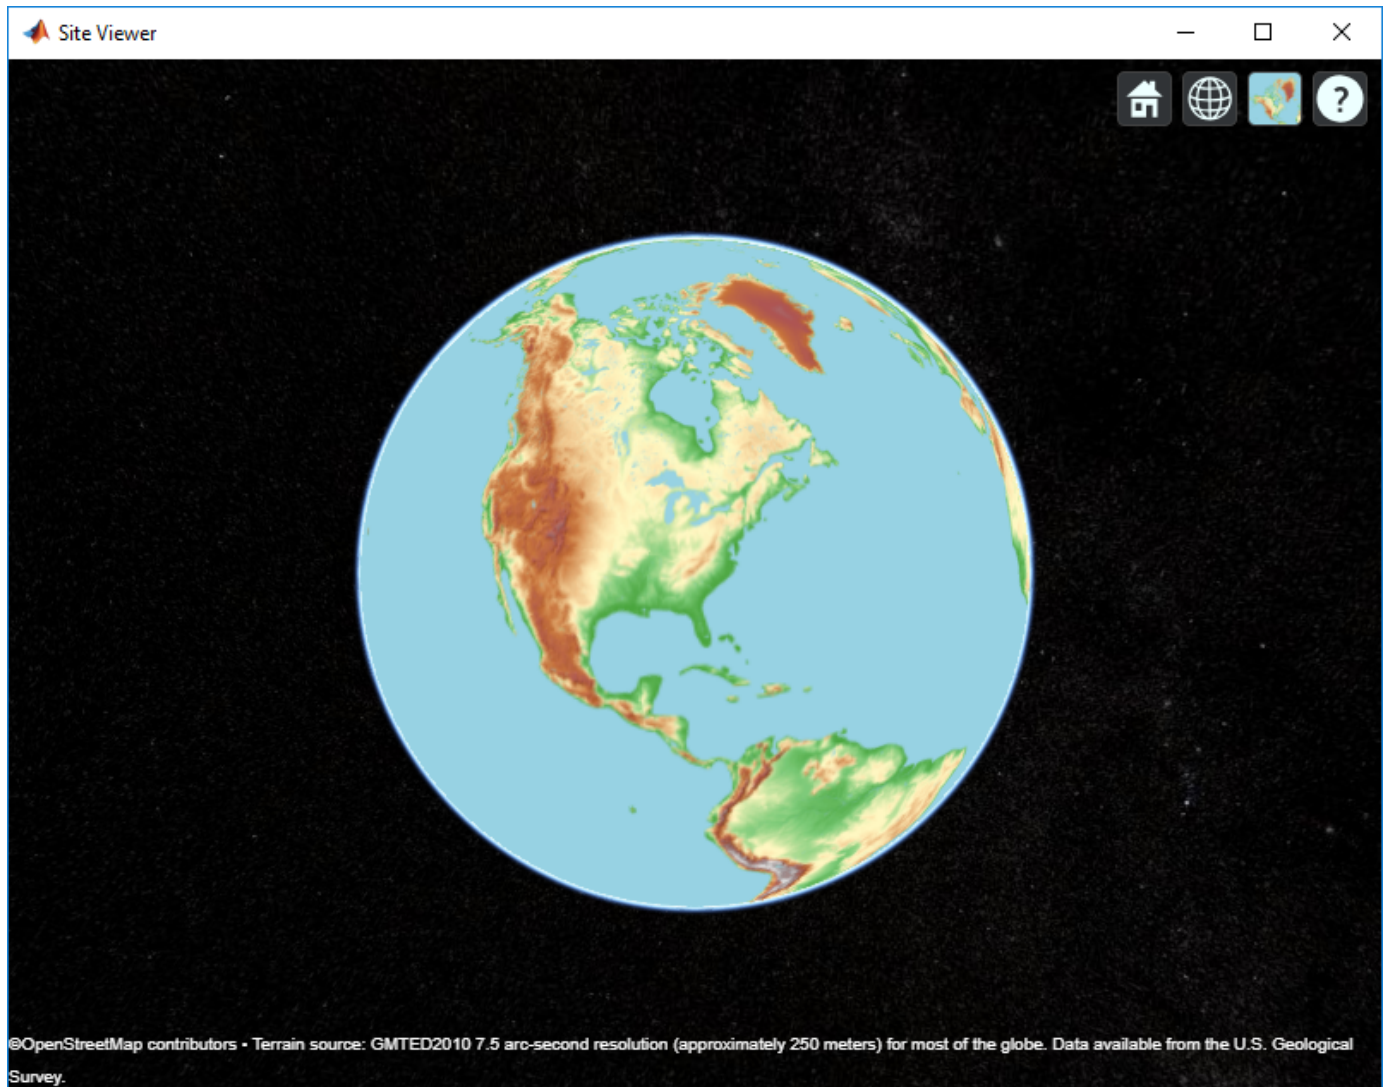 Site Viewer
?
©OpenStreetMap contributors • Terrain source: GMTED2010 7.5 arc-second resolution (approximately 250 meters) for most of the globe. Data available from the U.S. Geological
Survey.